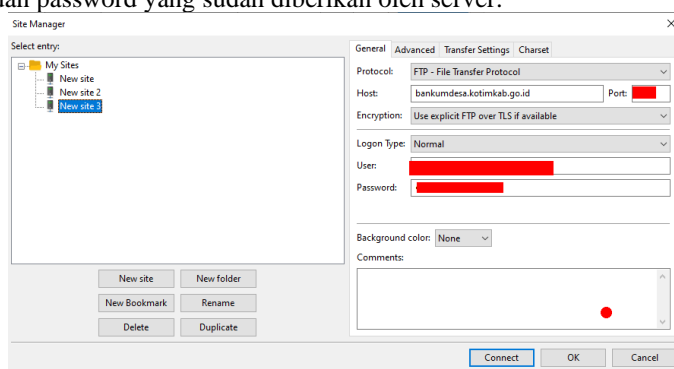 dan password yang sudah diberikan oleh server.
Site Manager
Select entry:
My Sites
New site
New site 2
New site 3
New site
New folder
New Bookmark
Rename
Delete
Duplicate
General Advanced Transfer Settings Charset
Protocol: FTP - File Transfer Protocol
Host: bankumdesa.kotimkab.go.id Port:
Encryption: Use explicit FTP over TLS if available
Logon Type: Normal
User:
Password:
Background color: None
Comments:
Connect OK Cancel